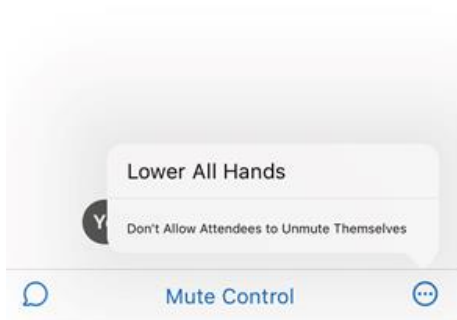 Lower All Hands
Don't Allow Attendees to Unmute Themselves
Mute Control